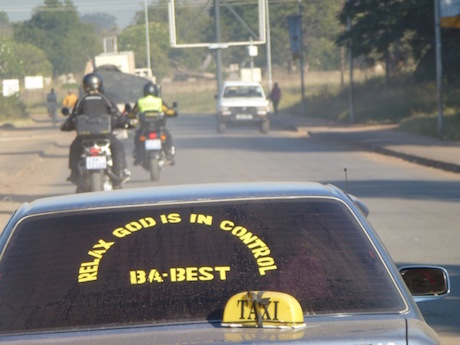 RELAX GOD IS IN CONTROL
BA-BEST
TAXI